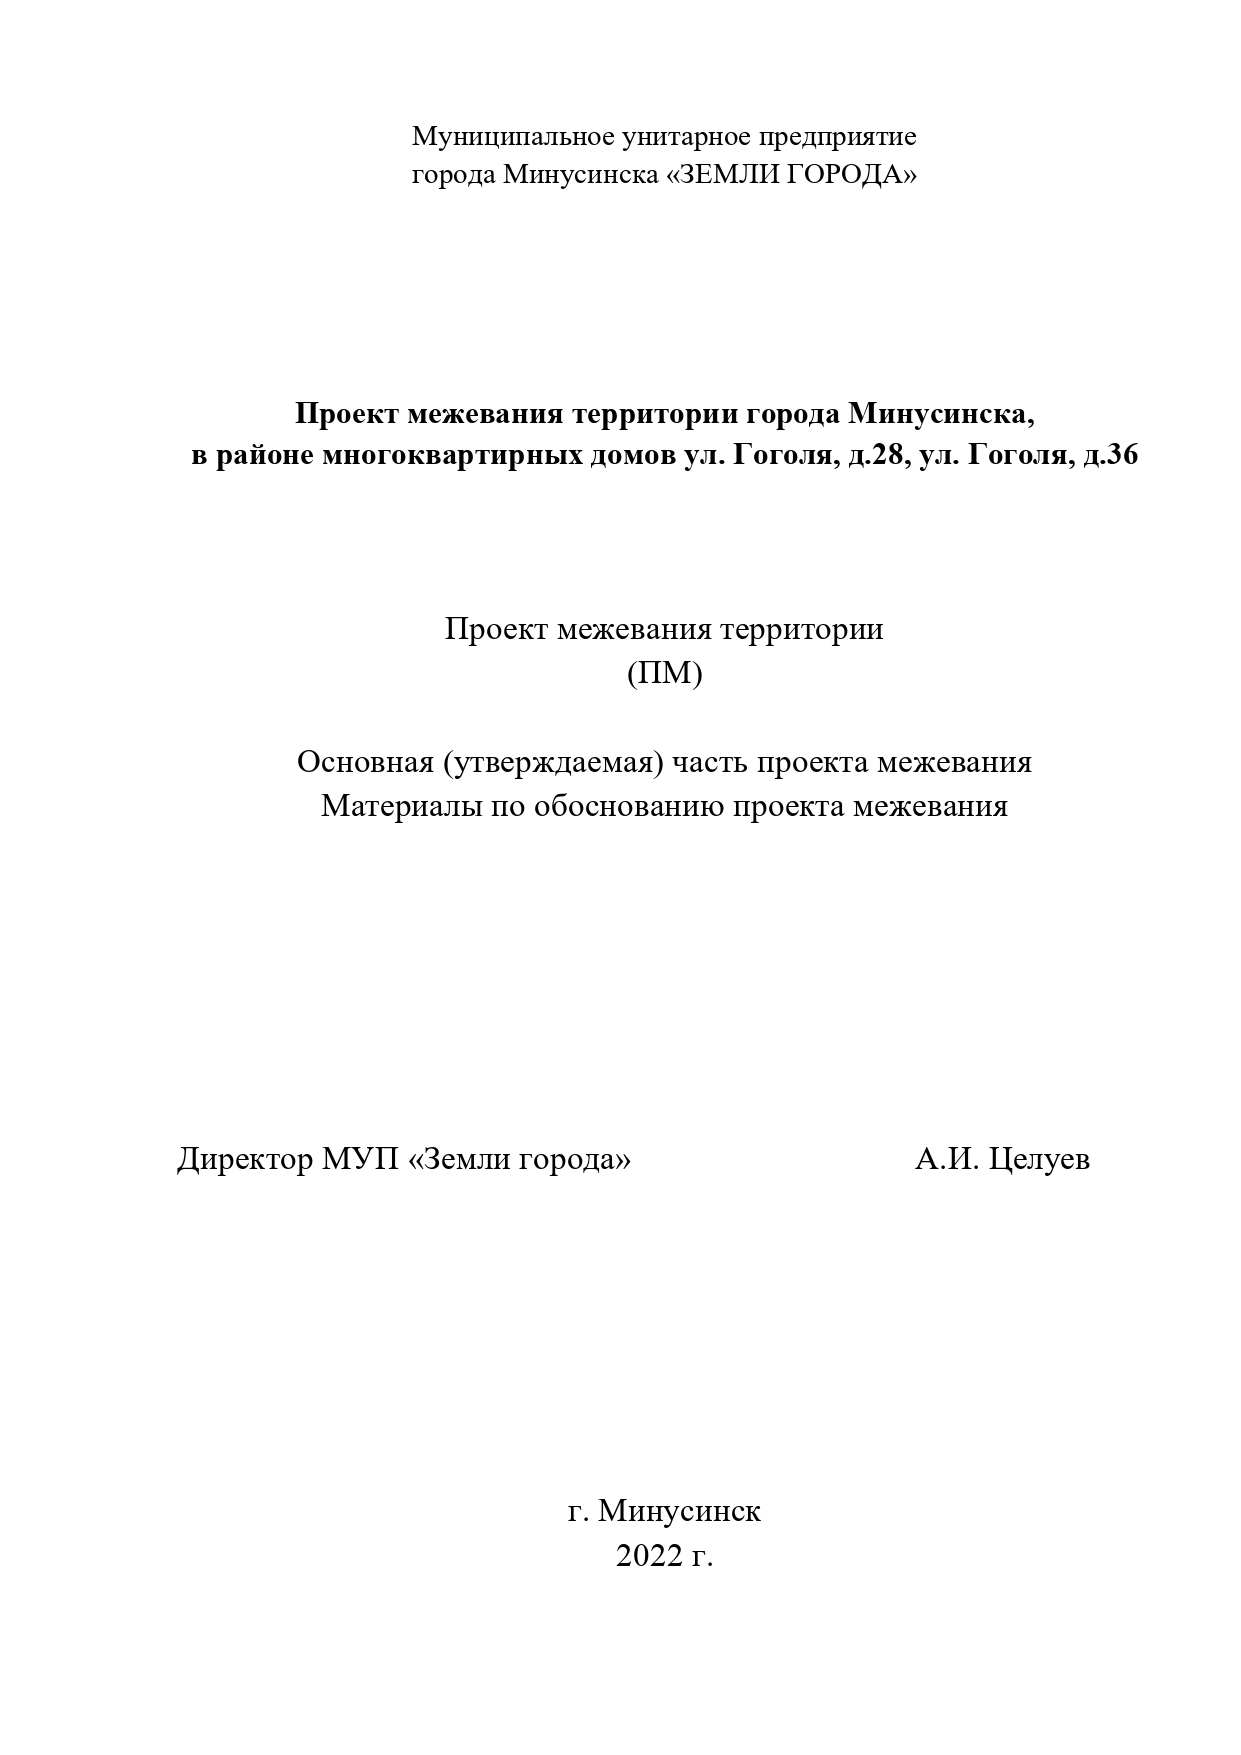 Муниципальное унитарное предприятие
города Минусинска «ЗЕМЛИ ГОРОДА»
Проект межевания территории города Минусинска,
в районе многоквартирных домов ул. Гоголя, д.28, ул. Гоголя, д.36
Проект межевания территории
(ПМ)
Основная (утверждаемая) часть проекта межевания
Материалы по обоснованию проекта межевания
Директор МУП «Земли города» А.И. Целуев
г. Минусинск
2022 г.